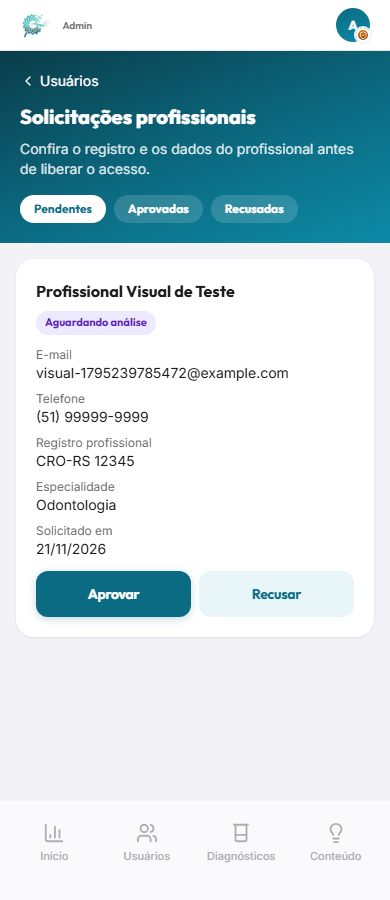 Admin
A
Usuários
Solicitações profissionais
Confira o registro e os dados do profissional antes
de liberar o acesso.
Pendentes
Aprovadas
Recusadas
Profissional Visual de Teste
Aguardando análise
E-mail
visual-1795239785472@example.com
Telefone
(51) 99999-9999
Registro profissional
CRO-RS 12345
Especialidade
Odontologia
Solicitado em
21/11/2026
Aprovar
Recusar
Início
Usuários
Diagnósticos
Conteúdo